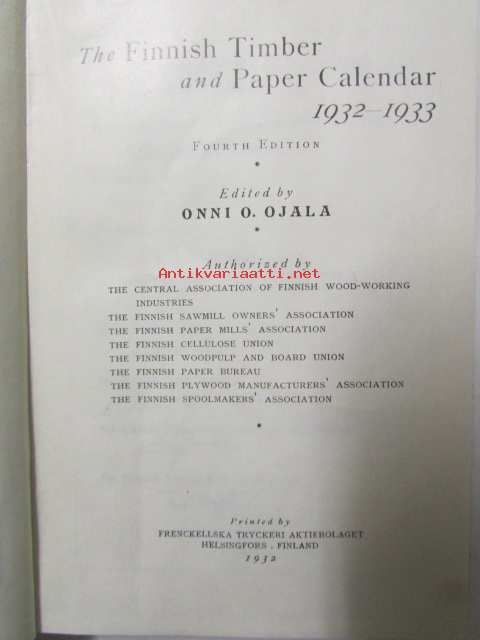 The Finnish Timber
and Paper Calendar
1932–1933
FOURTH EDITION
*
Edited by
ONNI O. OJALA
*
Authorized by
Antikvariaatti.net
THE CENTRAL ASSOCIATION OF FINNISH WOOD-WORKING
INDUSTRIES
THE FINNISH SAWMILL OWNERS' ASSOCIATION
THE FINNISH PAPER MILLS' ASSOCIATION
THE FINNISH CELLULOSE UNION
THE FINNISH WOODPULP AND BOARD UNION
THE FINNISH PAPER BUREAU
THE FINNISH PLYWOOD MANUFACTURERS' ASSOCIATION
THE FINNISH SPOOLMAKERS' ASSOCIATION
*
Printed by
FRENCKELLSKA TRYCKERI AKTIEBOLAGET
HELSINGFORS . FINLAND
1932